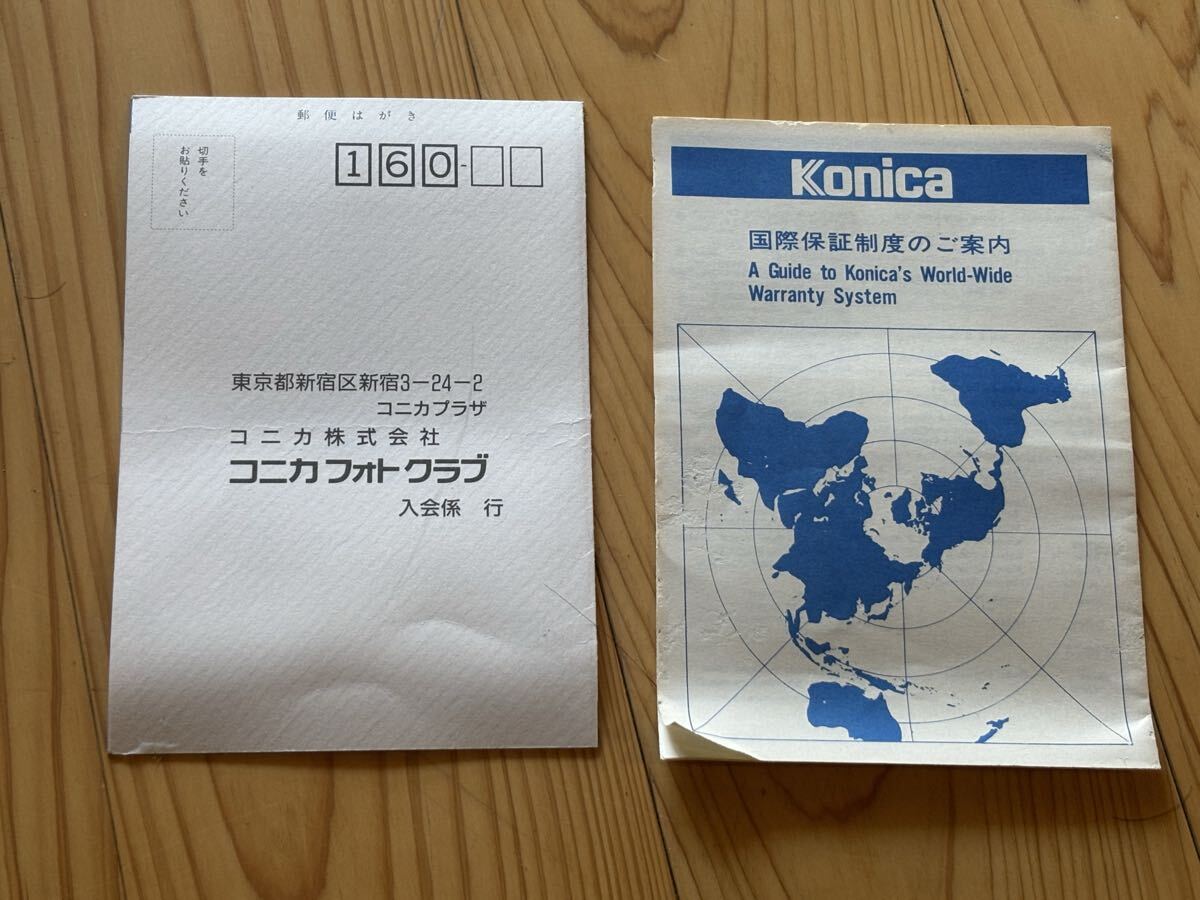 郵便はがき
切手を
お貼りください
160-
東京都新宿区新宿3-24-2
コニカプラザ
コニカ株式会社
コニカフォトクラブ
入会係 行
Konica
国際保証制度のご案内
A Guide to Konica's World-Wide
Warranty System